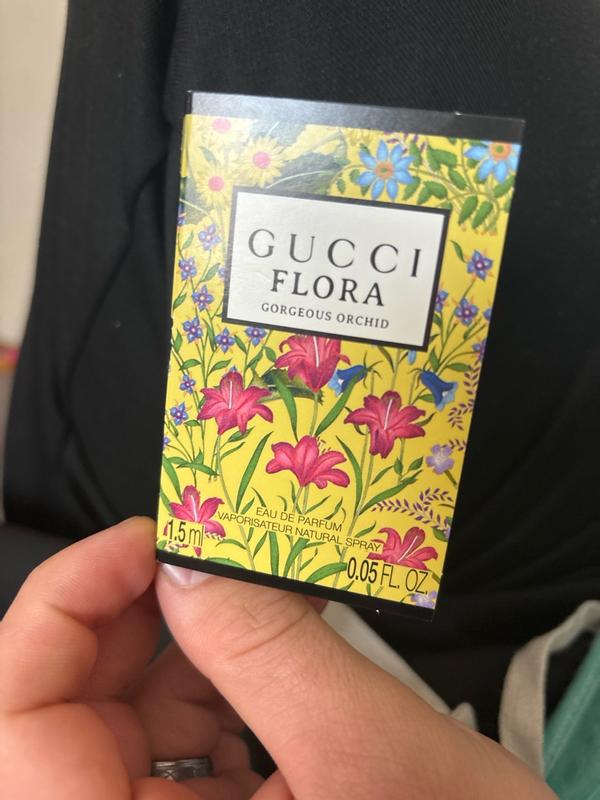 GUCCI
FLORA
GORGEOUS ORCHID
EAU DE PARFUM
VAPORISATEUR NATURAL SPRAY
1.5 ml
0.05 FL. OZ.